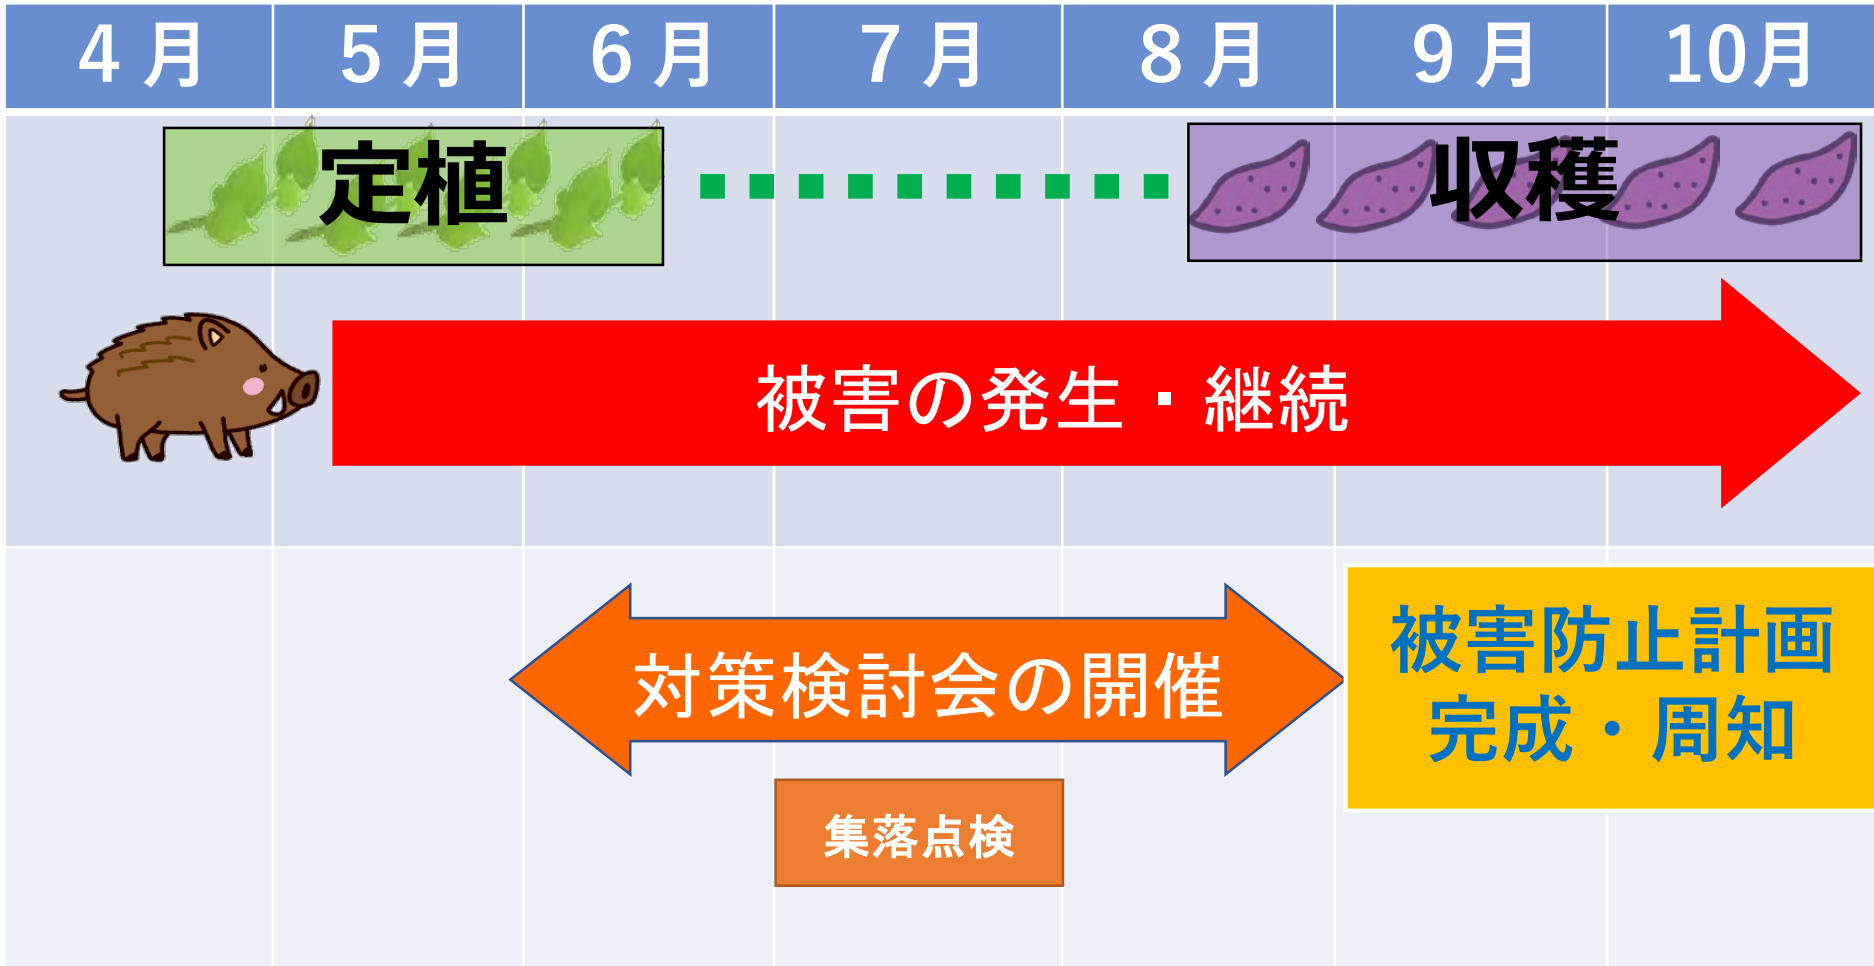 4月 5月 6月 7月 8月 9月 10月
定植 収穫
被害の発生・継続
対策検討会の開催
被害防止計画
完成・周知
集落点検